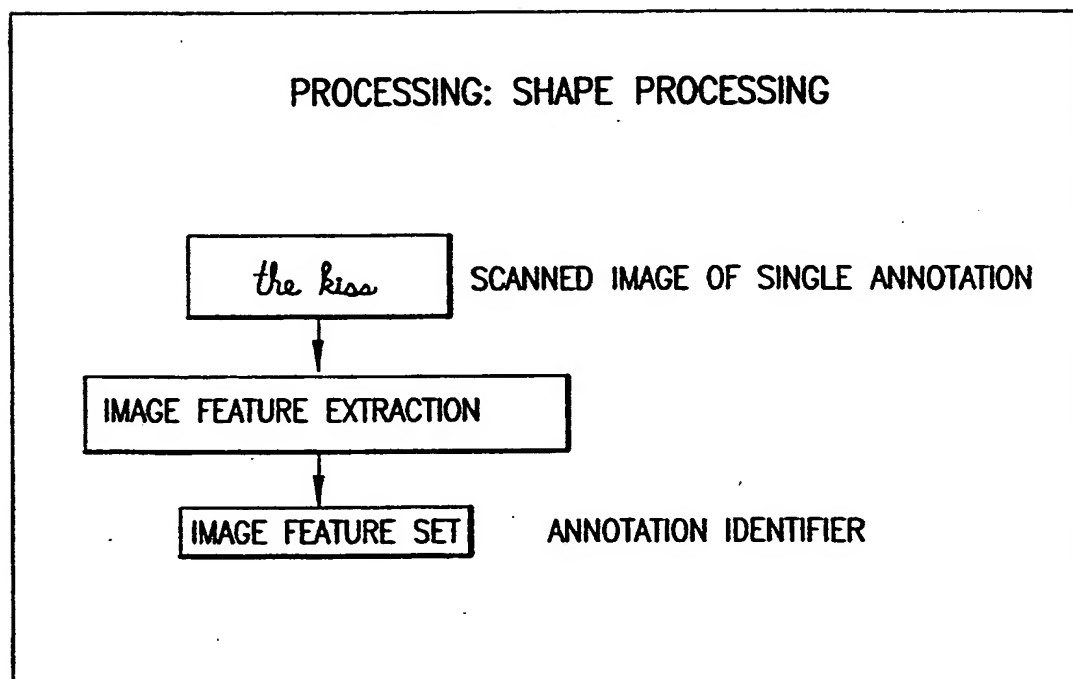 PROCESSING: SHAPE PROCESSING
the kiss SCANNED IMAGE OF SINGLE ANNOTATION
IMAGE FEATURE EXTRACTION
IMAGE FEATURE SET ANNOTATION IDENTIFIER